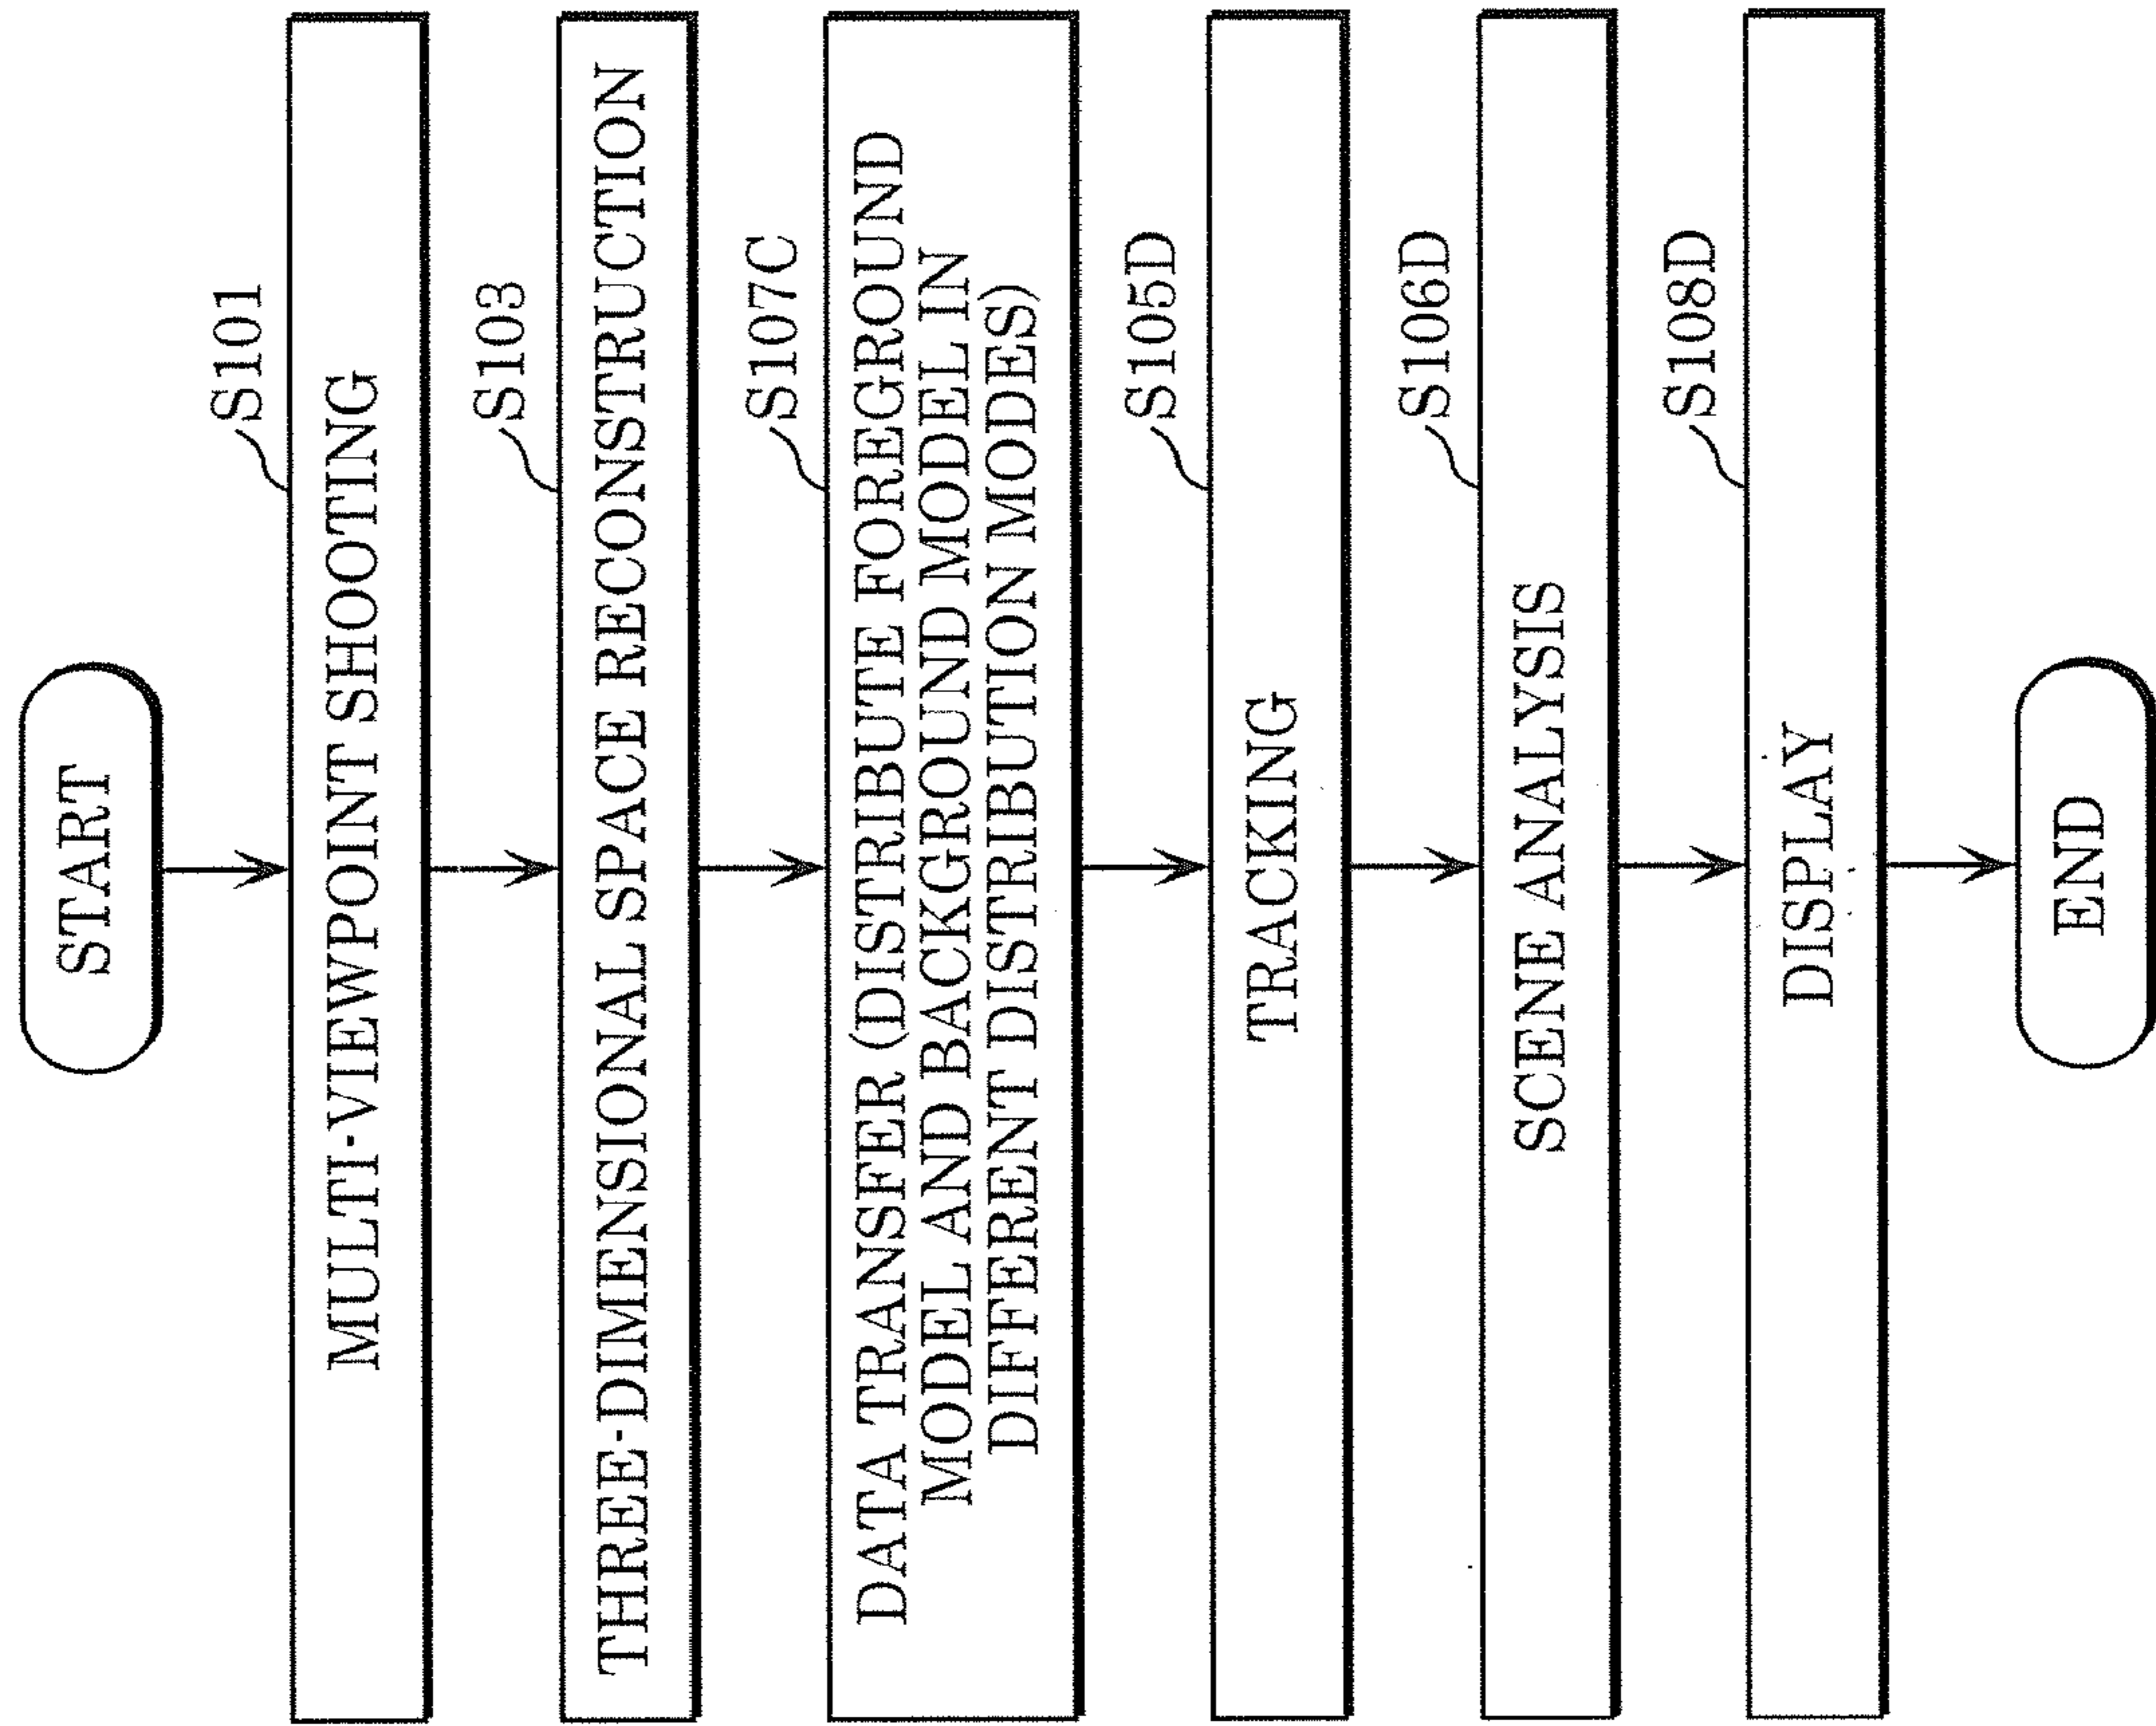 START
S101
MULTI-VIEWPOINT SHOOTING
S103
THREE-DIMENSIONAL SPACE RECONSTRUCTION
S107C
DATA TRANSFER (DISTRIBUTE FOREGROUND
MODEL AND BACKGROUND MODEL IN
DIFFERENT DISTRIBUTION MODES)
S105D
TRACKING
S106D
SCENE ANALYSIS
S108D
DISPLAY
END